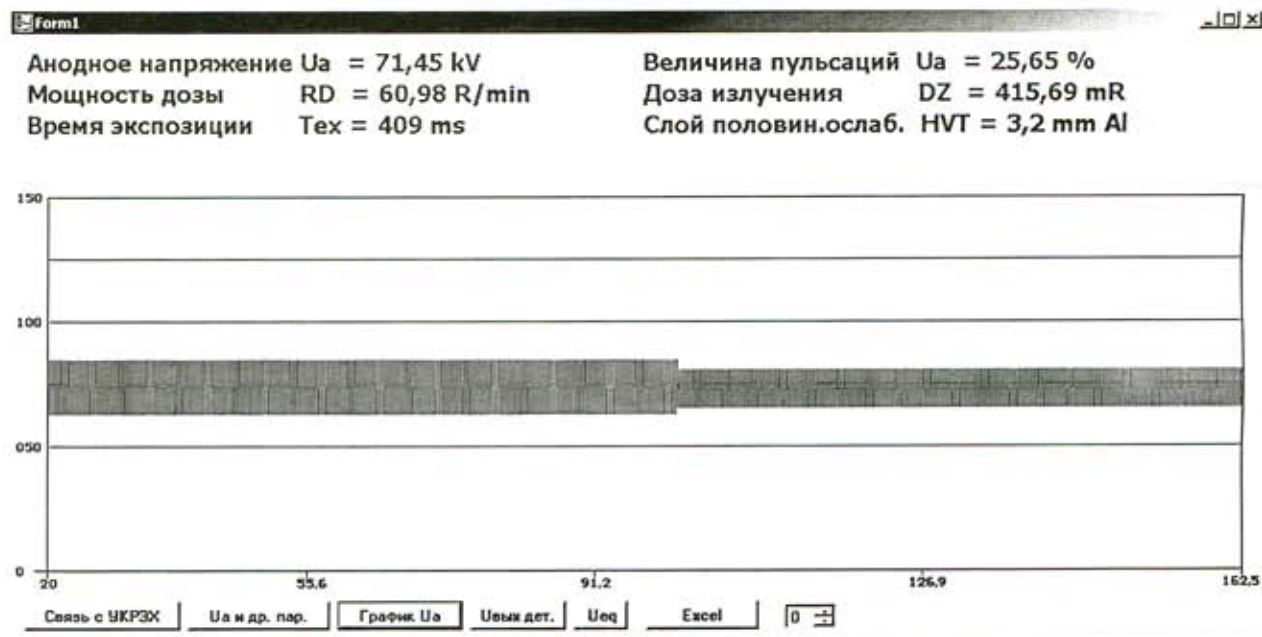 Form1
Анодное напряжение Ua = 71,45 kV
Величина пульсаций Ua = 25,65 %
Мощность дозы RD = 60,98 R/min
Доза излучения DZ = 415,69 mR
Время экспозиции Tex = 409 ms
Слой половин.ослаб. HVT = 3,2 mm Al
150
100
050
0
20 55,6 91,2 126,9 162,5
Связь с УКРЭХ Ua и др. пар. График Ua Uвых дет. Ueq Excel 0